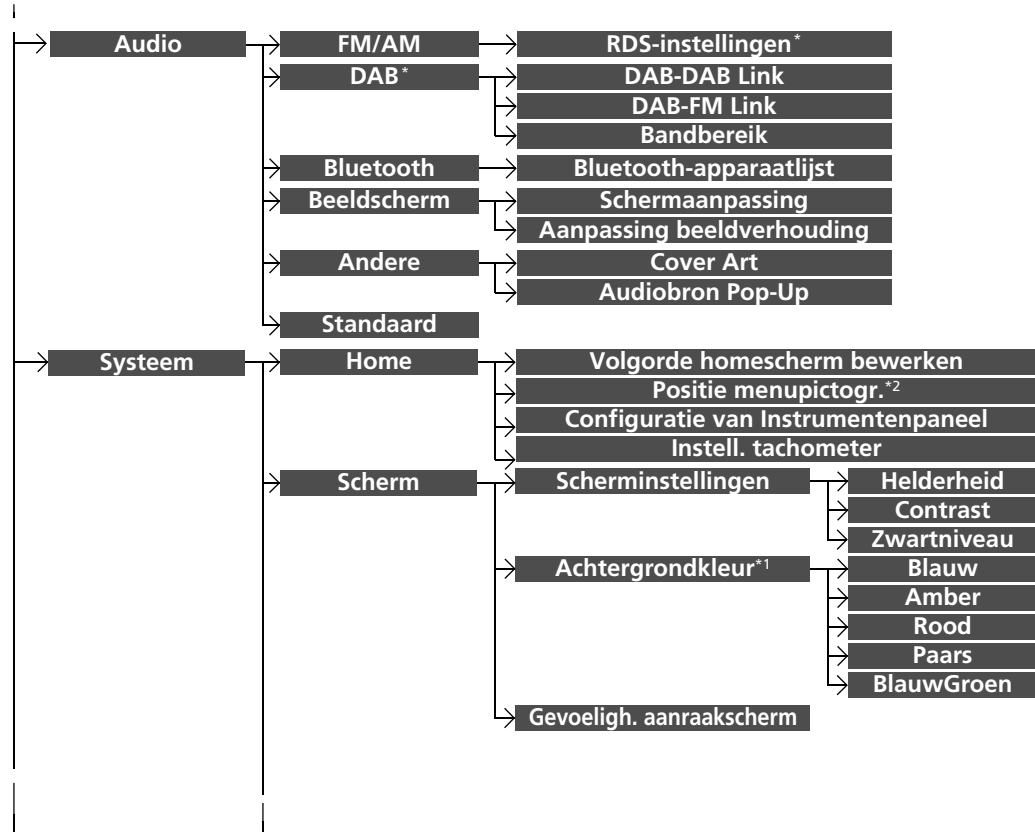 Audio
FM/AM
RDS-instellingen*
DAB*
DAB-DAB Link
DAB-FM Link
Bandbereik
Bluetooth
Bluetooth-apparaatlijst
Beeldscherm
Schermaanpassing
Aanpassing beeldverhouding
Andere
Cover Art
Audiobron Pop-Up
Standaard
Systeem
Home
Volgorde homescherm bewerken
Positie menupictogr.*2
Configuratie van Instrumentenpaneel
Instell. tachometer
Scherm
Scherminstellingen
Helderheid
Contrast
Zwartniveau
Achtergrondkleur*1
Blauw
Amber
Rood
Paars
BlauwGroen
Gevoeligh. aanraakscherm